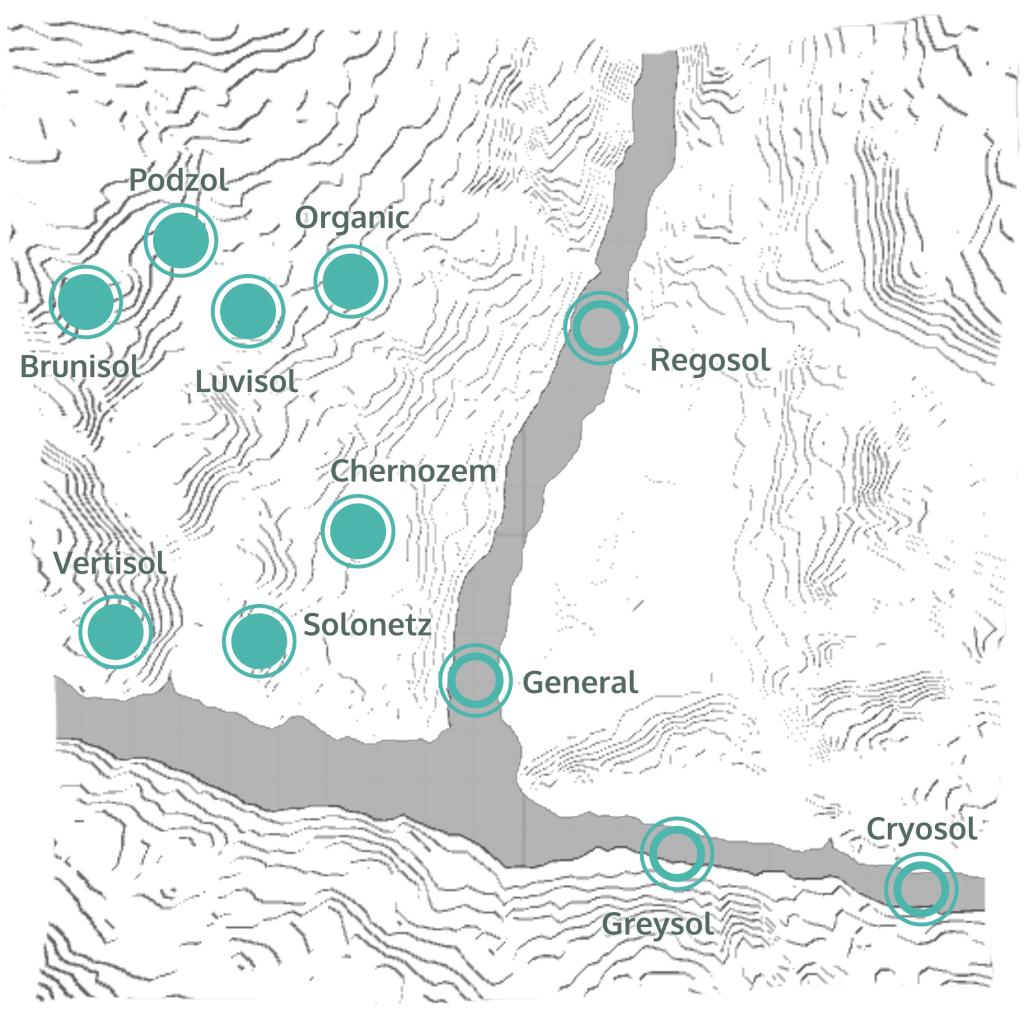 Podzol
Organic
Brunisol
Luvisol
Regosol
Chernozem
Vertisol
Solonetz
General
Cryosol
Greysol